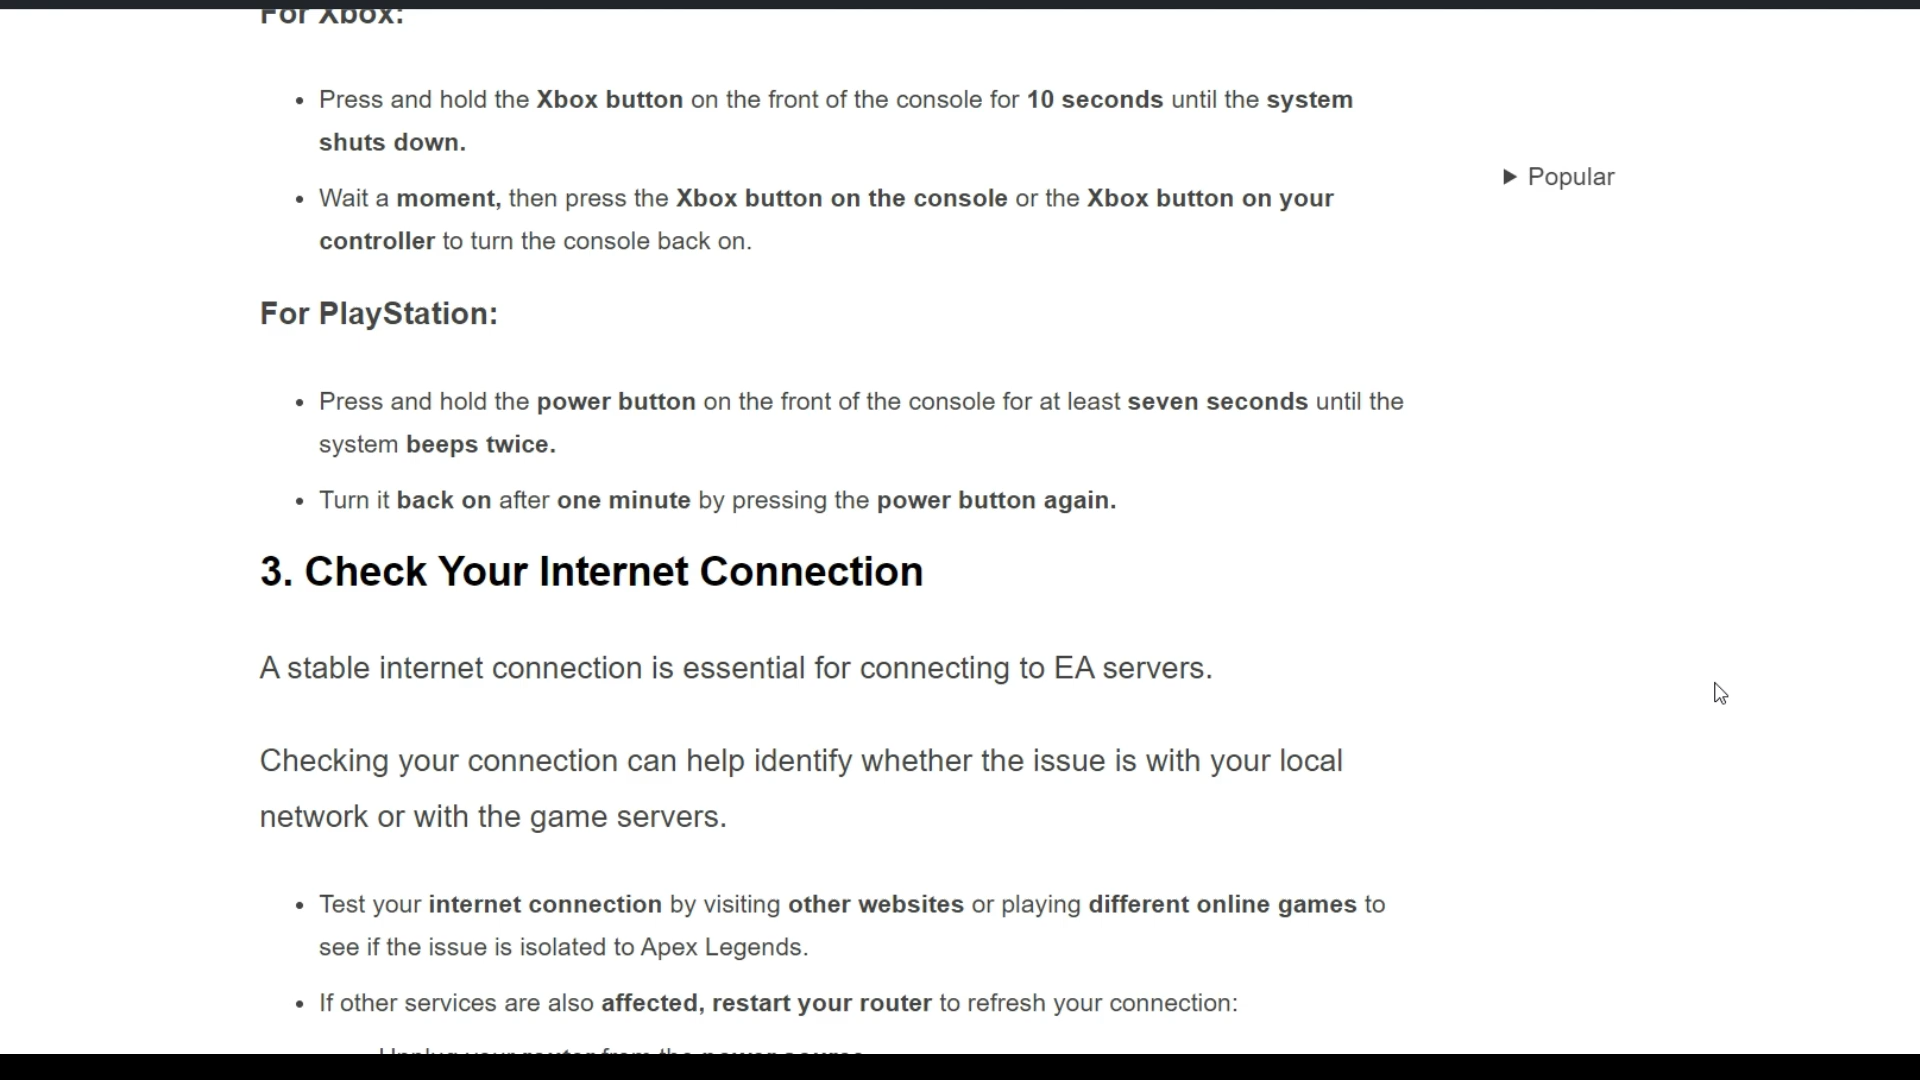 For Xbox:
Press and hold the Xbox button on the front of the console for 10 seconds until the system
shuts down.
Popular
Wait a moment, then press the Xbox button on the console or the Xbox button on your
controller to turn the console back on.
For PlayStation:
Press and hold the power button on the front of the console for at least seven seconds until the
system beeps twice.
Turn it back on after one minute by pressing the power button again.
3. Check Your Internet Connection
A stable internet connection is essential for connecting to EA servers.
Checking your connection can help identify whether the issue is with your local
network or with the game servers.
Test your internet connection by visiting other websites or playing different online games to
see if the issue is isolated to Apex Legends.
If other services are also affected, restart your router to refresh your connection:
Unplug your router from the power source